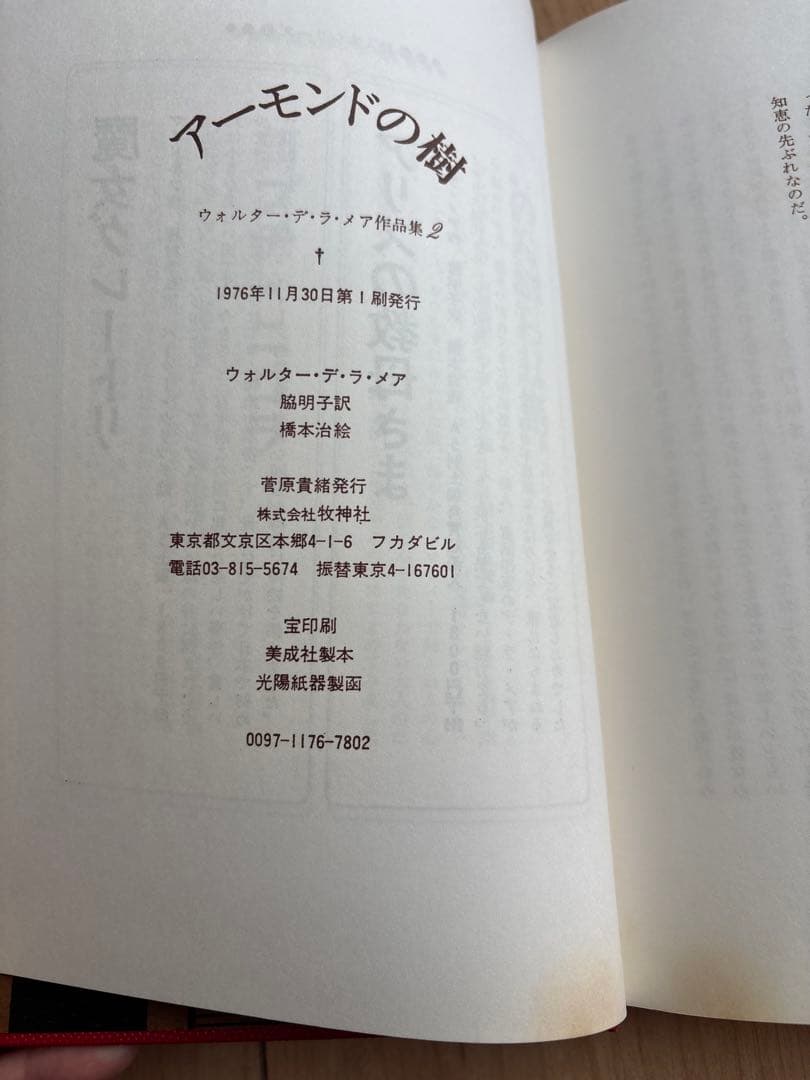 アーモンドの樹
ウォルター・デ・ラ・メア作品集2
†
1976年11月30日第1刷発行
ウォルター・デ・ラ・メア
脇明子訳
橋本治絵
菅原貴緒発行
株式会社牧神社
東京都文京区本郷4-1-6　フカダビル
電話03-815-5674　振替東京4-167601
宝印刷
美成社製本
光陽紙器製函
0097-1176-7802
知恵の先ぶれなのだ。